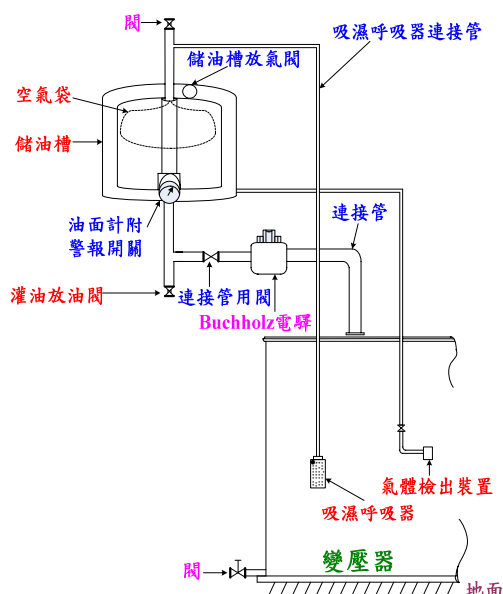 閥
吸濕呼吸器連接管
儲油槽放氣閥
空氣袋
儲油槽
油面計附
警報開關
連接管
灌油放油閥
連接管用閥
Buchholz電驛
氣體檢出裝置
吸濕呼吸器
變壓器
閥
地面